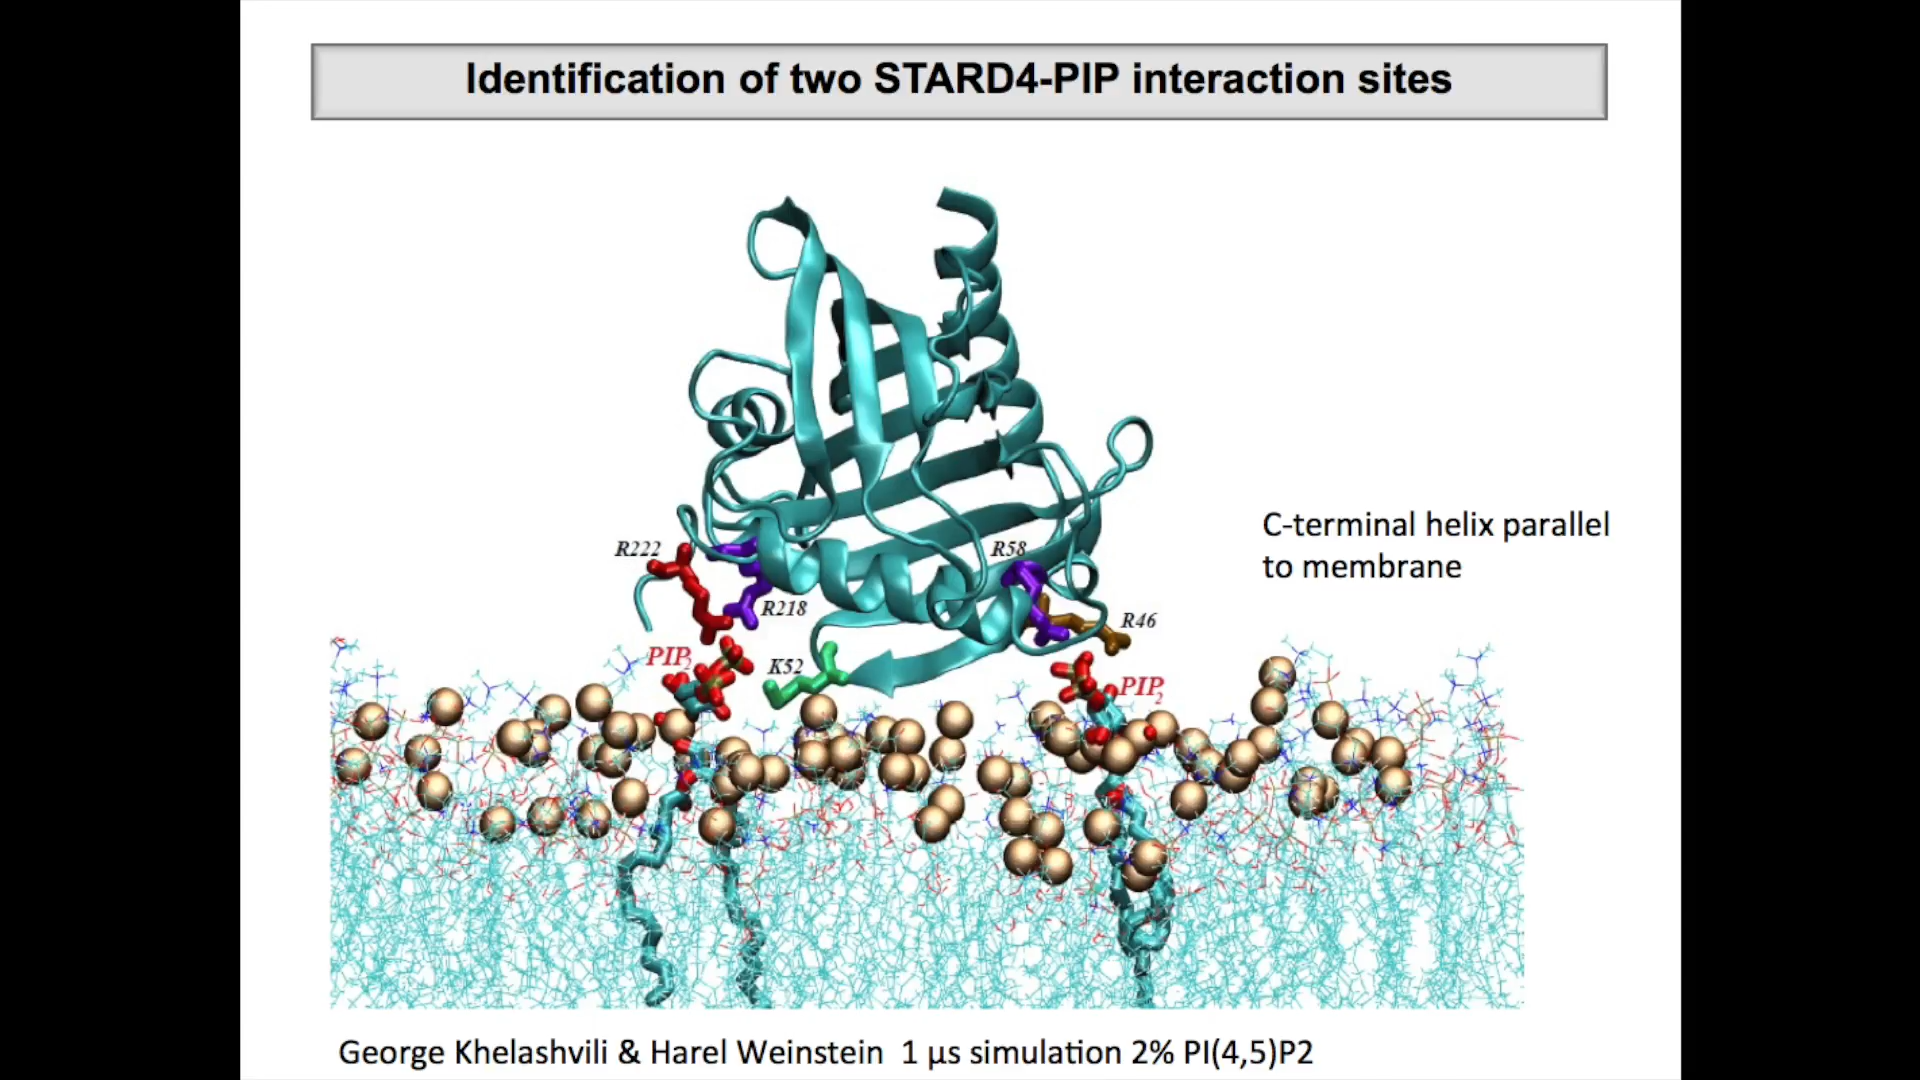 Identification of two STARD4-PIP interaction sites
C-terminal helix parallel
to membrane
R222
R58
R218
R46
PIP2
K52
PIP2
George Khelashvili & Harel Weinstein 1 μs simulation 2% PI(4,5)P2